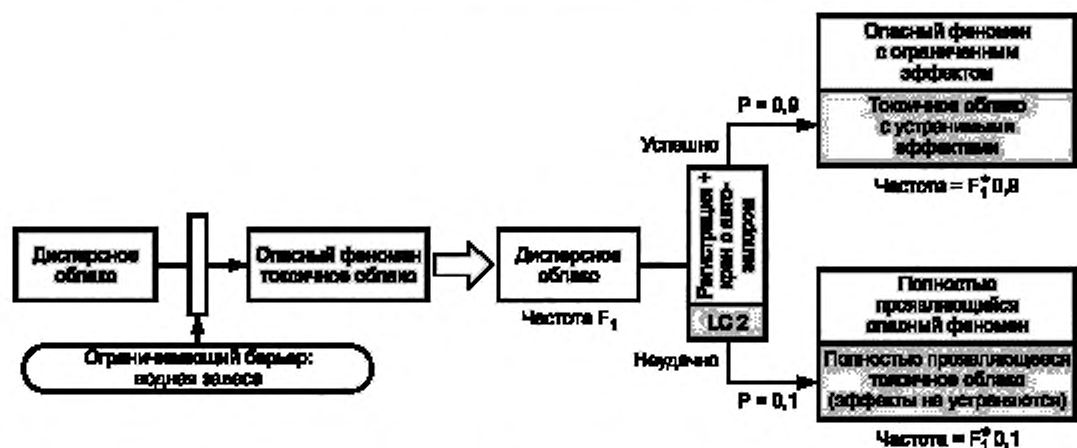 Дисперсное
облако
Ограничивающий барьер:
водная завеса
Опасный феномен
токсичное облако
Дисперсное
облако
Частота F₁
Успешно
P = 0,9
Регистрация +
кран с авто-
запором
LC 2
Неудачно
P = 0,1
Опасный феномен
с ограниченным
эффектом
Токсичное облако
с устранимыми
эффектами
Частота = F₁* 0,9
Полностью
проявляющийся
опасный феномен
Полностью проявляющееся
токсичное облако
(эффекты не устраняются)
Частота = F₁* 0,1